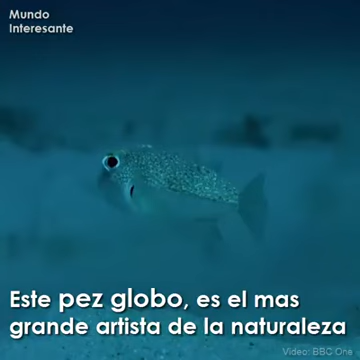 Mundo
Interesante
Este pez globo, es el mas
grande artista de la naturaleza
Video: BBC One